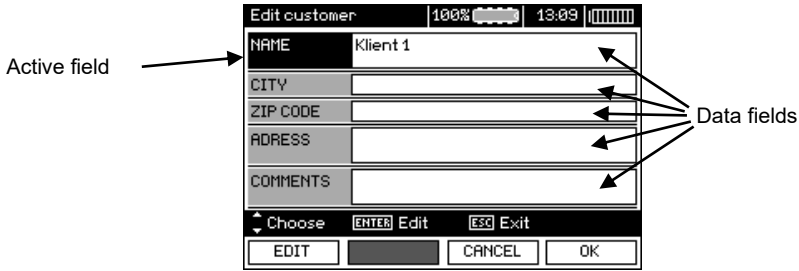 Edit customer 100% 13:09
NAME Klient 1
Active field
CITY
ZIP CODE
Data fields
ADRESS
COMMENTS
Choose ENTER Edit ESC Exit
EDIT CANCEL OK